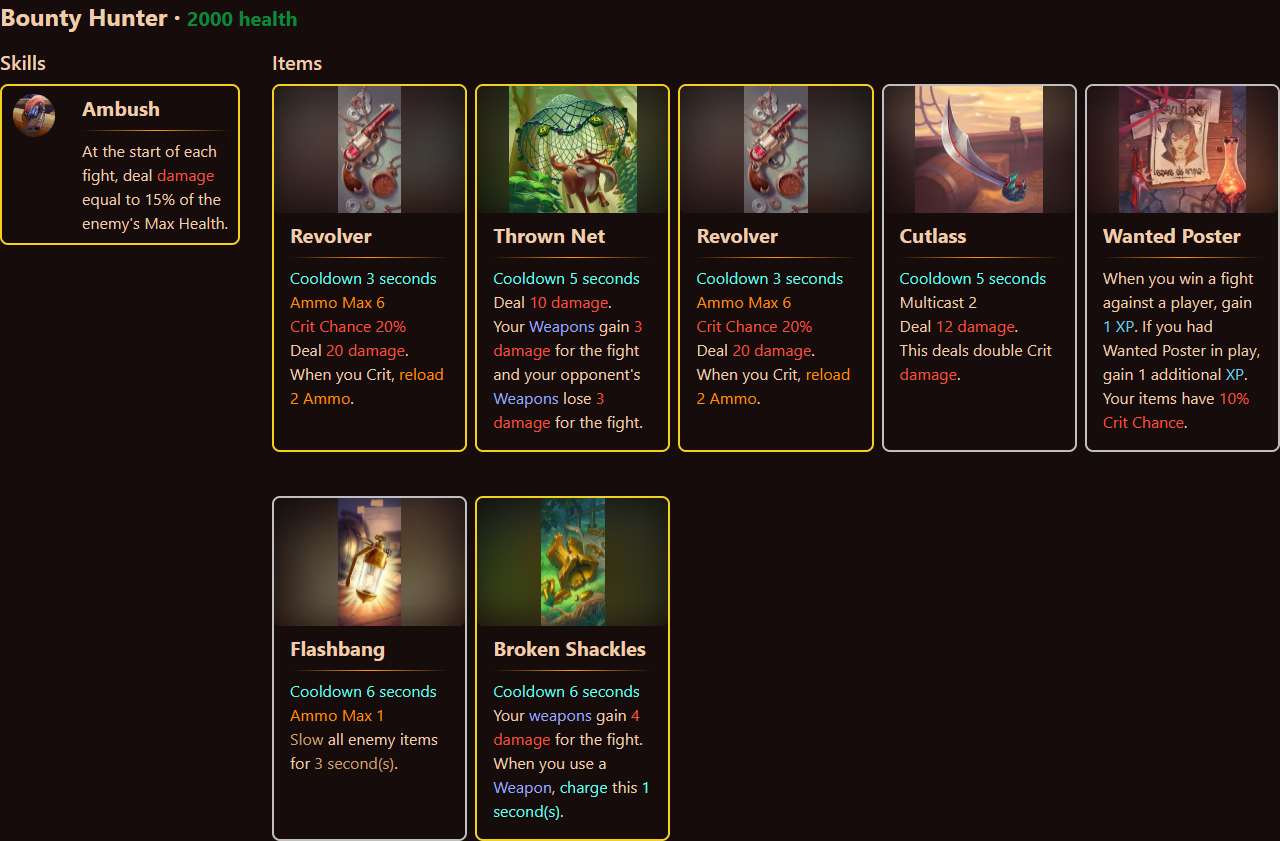 Bounty Hunter · 2000 health
Skills
Ambush
At the start of each
fight, deal damage
equal to 15% of the
enemy's Max Health.
Items
Revolver
Cooldown 3 seconds
Ammo Max 6
Crit Chance 20%
Deal 20 damage.
When you Crit, reload
2 Ammo.
Thrown Net
Cooldown 5 seconds
Deal 10 damage.
Your Weapons gain 3
damage for the fight
and your opponent's
Weapons lose 3
damage for the fight.
Revolver
Cooldown 3 seconds
Ammo Max 6
Crit Chance 20%
Deal 20 damage.
When you Crit, reload
2 Ammo.
Cutlass
Cooldown 5 seconds
Multicast 2
Deal 12 damage.
This deals double Crit
damage.
Wanted Poster
When you win a fight
against a player, gain
1 XP. If you had
Wanted Poster in play,
gain 1 additional XP.
Your items have 10%
Crit Chance.
Flashbang
Cooldown 6 seconds
Ammo Max 1
Slow all enemy items
for 3 second(s).
Broken Shackles
Cooldown 6 seconds
Your weapons gain 4
damage for the fight.
When you use a
Weapon, charge this 1
second(s).